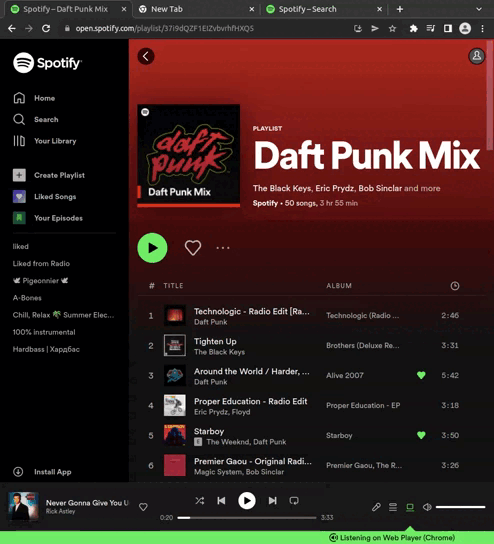 Spotify – Daft Punk Mix
New Tab
Spotify – Search
open.spotify.com/playlist/37i9dQZF1EIZvbvrhfHXQS
Spotify
Home
Search
Your Library
Create Playlist
Liked Songs
Your Episodes
liked
Liked from Radio
🕊 Pigeonnier 🕊
A-Bones
Chill, Relax 🌴 Summer Elec...
100% instrumental
Hardbass | Хардбас
Install App
daft punk
Daft Punk Mix
PLAYLIST
Daft Punk Mix
The Black Keys, Eric Prydz, Bob Sinclar and more
Spotify • 50 songs, 3 hr 55 min
# TITLE ALBUM
1 Technologic - Radio Edit [Ra... Technologic (Radio ... 2:46
Daft Punk
2 Tighten Up Brothers (Deluxe Re... 3:31
The Black Keys
3 Around the World / Harder, ... Alive 2007 5:42
Daft Punk
4 Proper Education - Radio Edit Proper Education - EP 3:18
Eric Prydz, Floyd
5 Starboy Starboy 3:50
E The Weeknd, Daft Punk
6 Premier Gaou - Original Radi... Premier Gaou, The R... 3:26
Magic System, Bob Sinclar
Never Gonna Give You U
Rick Astley
0:20 3:33
Listening on Web Player (Chrome)